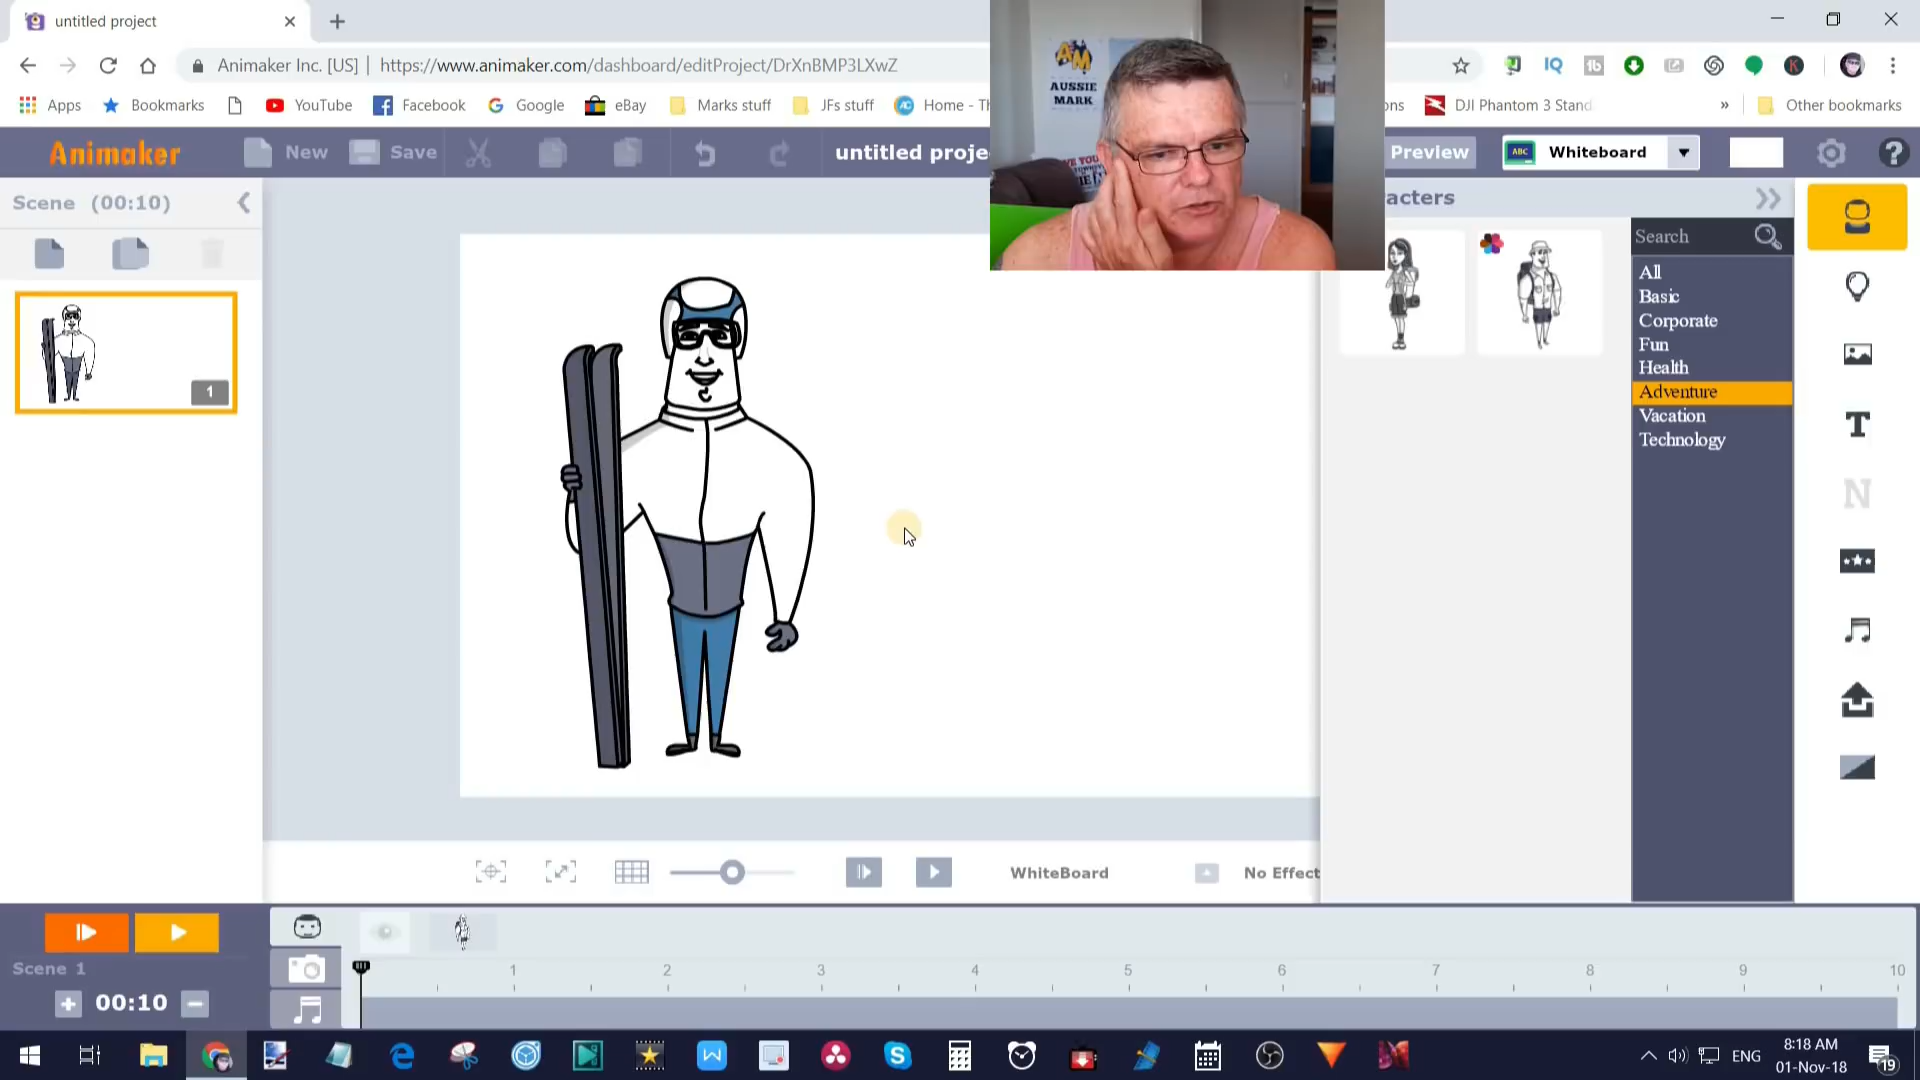 untitled project
Animaker Inc. [US] | https://www.animaker.com/dashboard/editProject/DrXnBMP3LXwZ
IQ
Apps Bookmarks YouTube Facebook Google eBay Marks stuff JFs stuff Home - Th
ons DJI Phantom 3 Stand » Other bookmarks
AM
AUSSIE
MARK
Animaker New Save untitled proje
Preview ABC Whiteboard ?
Scene (00:10)
acters
Search
All
Basic
Corporate
Fun
Health
Adventure
Vacation
Technology
T
N
1
WhiteBoard No Effect
Scene 1
00:10
1 2 3 4 5 6 7 8 9 10
ENG
8:18 AM
01-Nov-18
19